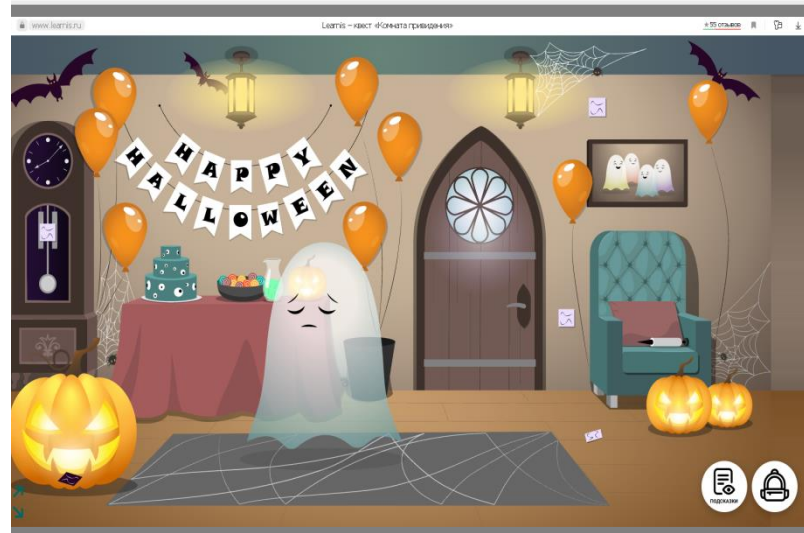 www.learnis.ru
Learnis – квест «Комната привидения»
★ 55 отзывов
HAPPY
HALLOWEEN
ПОДСКАЗКИ